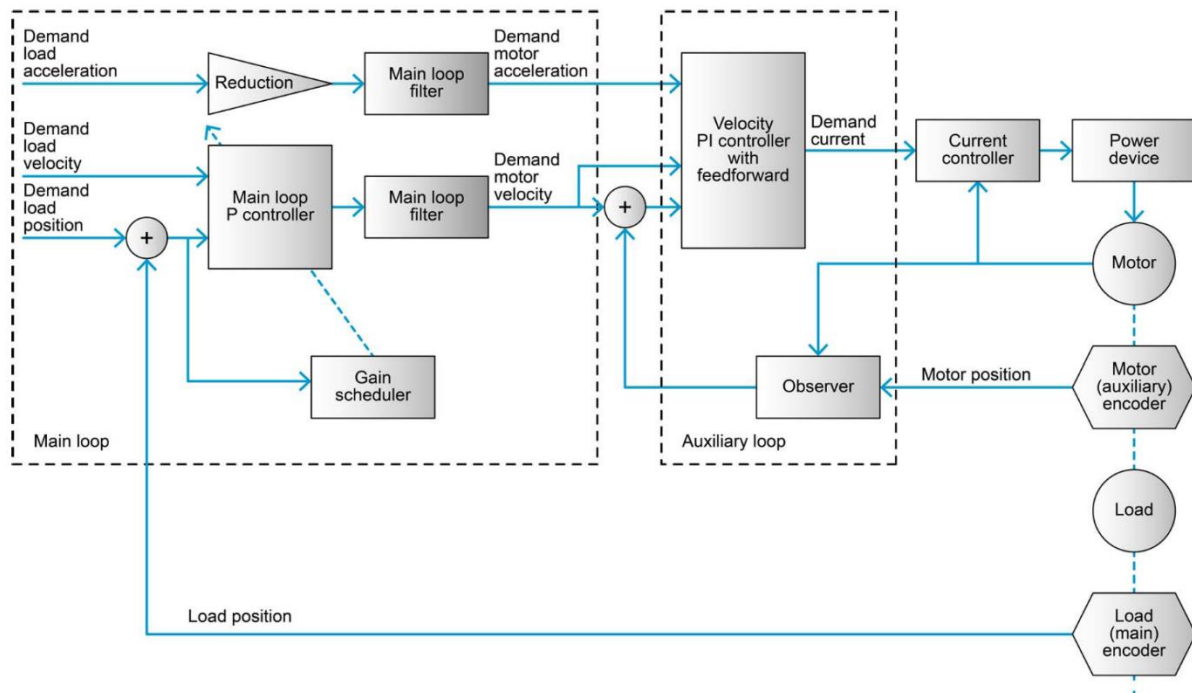 Demand
load
acceleration
Reduction
Main loop
filter
Demand
motor
acceleration
Demand
load
velocity
Demand
load
position
+
Main loop
P controller
Main loop
filter
Demand
motor
velocity
+
Velocity
PI controller
with
feedforward
Demand
current
Current
controller
Power
device
Motor
Gain
scheduler
Observer
Motor position
Motor
(auxiliary)
encoder
Main loop
Auxiliary loop
Load
Load position
Load
(main)
encoder